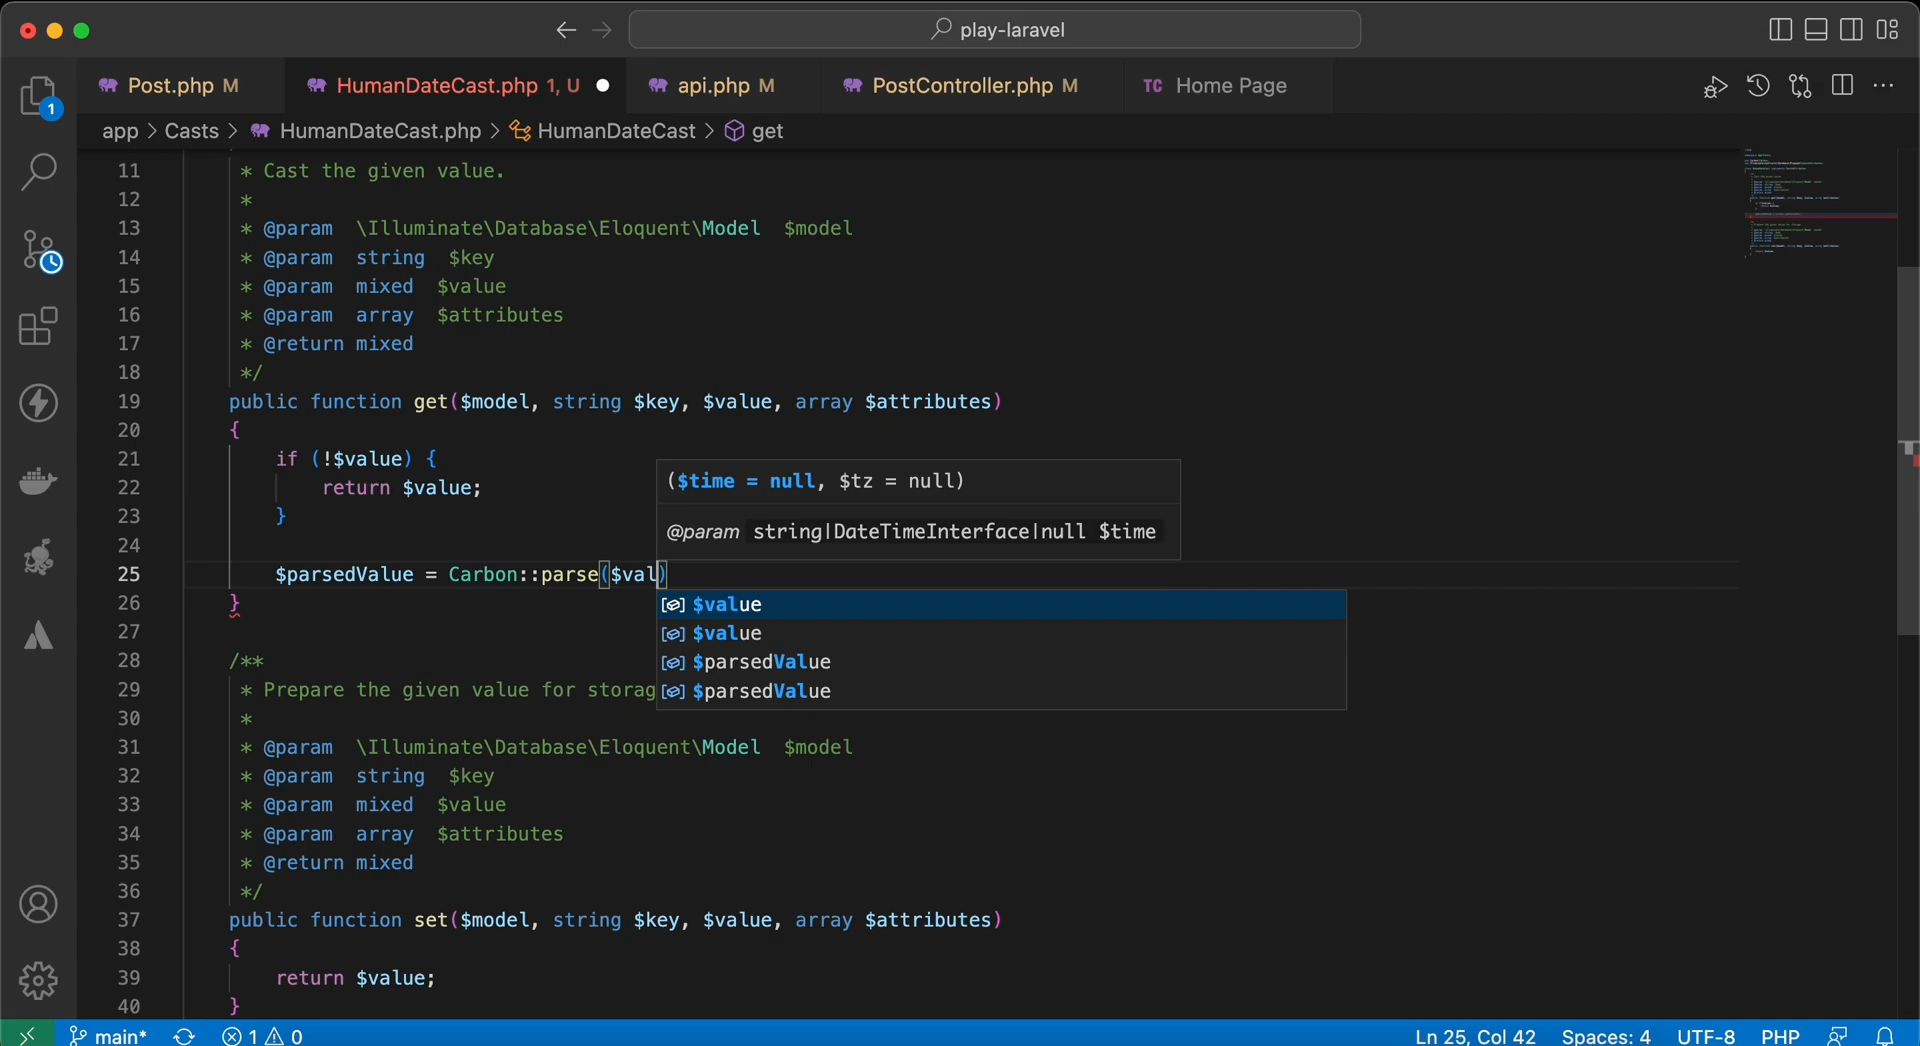 play-laravel
Post.php M
HumanDateCast.php 1, U
api.php M
PostController.php M
TC Home Page
1
app > Casts > HumanDateCast.php > HumanDateCast > get
11 * Cast the given value.
12 *
13 * @param \Illuminate\Database\Eloquent\Model $model
14 * @param string $key
15 * @param mixed $value
16 * @param array $attributes
17 * @return mixed
18 */
19 public function get($model, string $key, $value, array $attributes)
20 {
21 if (!$value) {
22 return $value;
23 }
24
25 $parsedValue = Carbon::parse($val)
26 }
27
28 /**
29 * Prepare the given value for storag
30 *
31 * @param \Illuminate\Database\Eloquent\Model $model
32 * @param string $key
33 * @param mixed $value
34 * @param array $attributes
35 * @return mixed
36 */
37 public function set($model, string $key, $value, array $attributes)
38 {
39 return $value;
40 }
($time = null, $tz = null)
@param string|DateTimeInterface|null $time
$value
$value
$parsedValue
$parsedValue
main* 1 0
Ln 25, Col 42 Spaces: 4 UTF-8 PHP